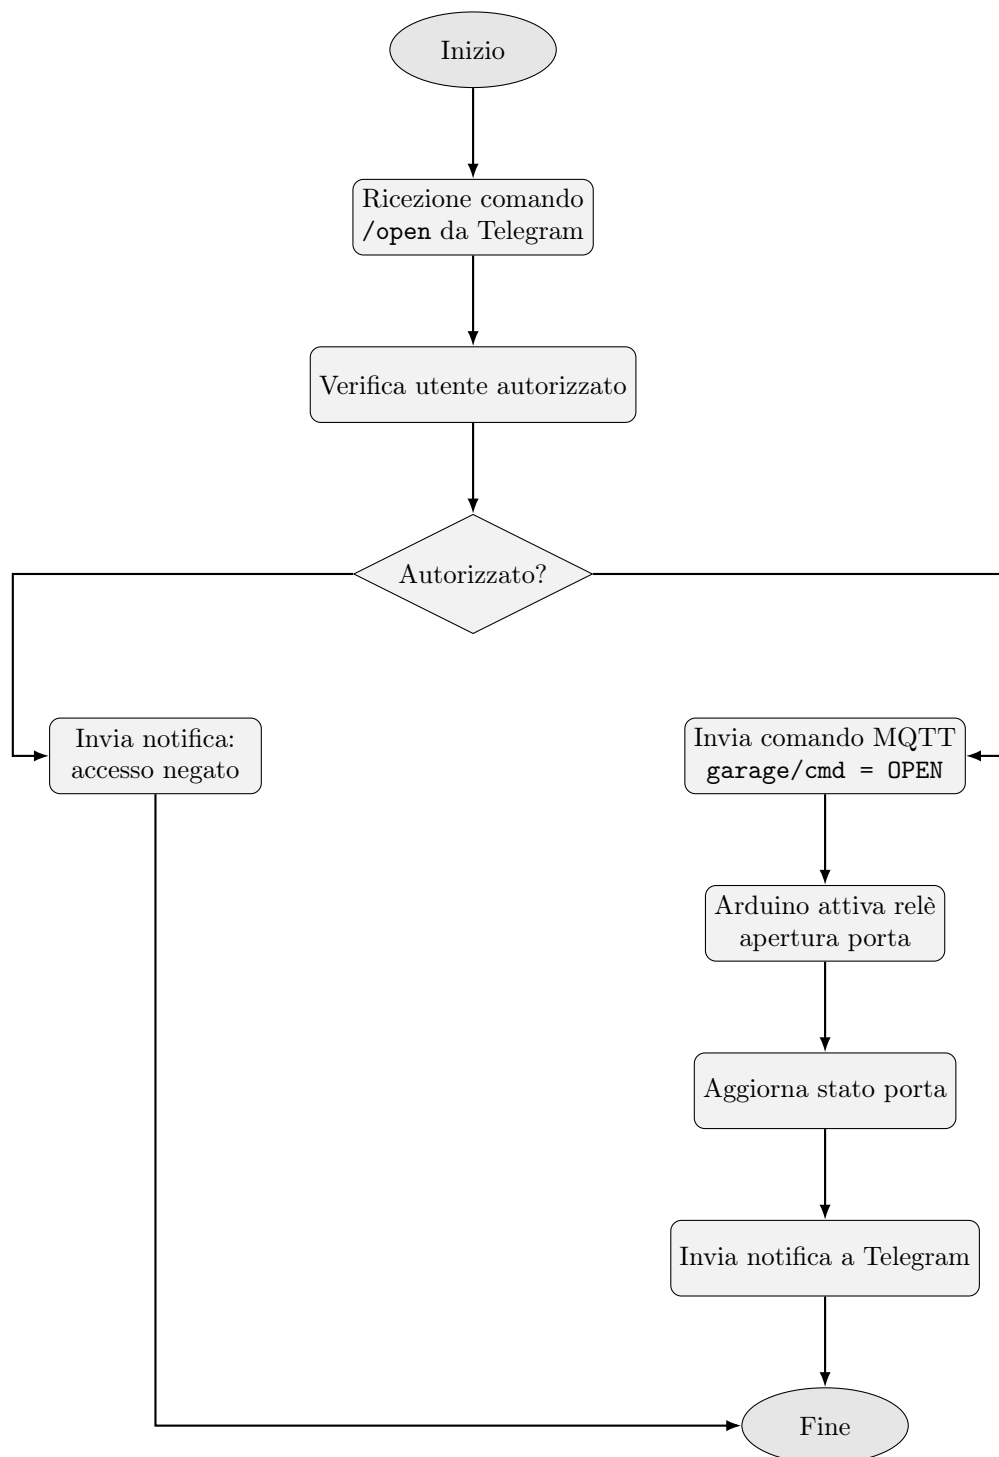 Inizio
Ricezione comando
/open da Telegram
Verifica utente autorizzato
Autorizzato?
Invia notifica:
accesso negato
Invia comando MQTT
garage/cmd = OPEN
Arduino attiva relè
apertura porta
Aggiorna stato porta
Invia notifica a Telegram
Fine